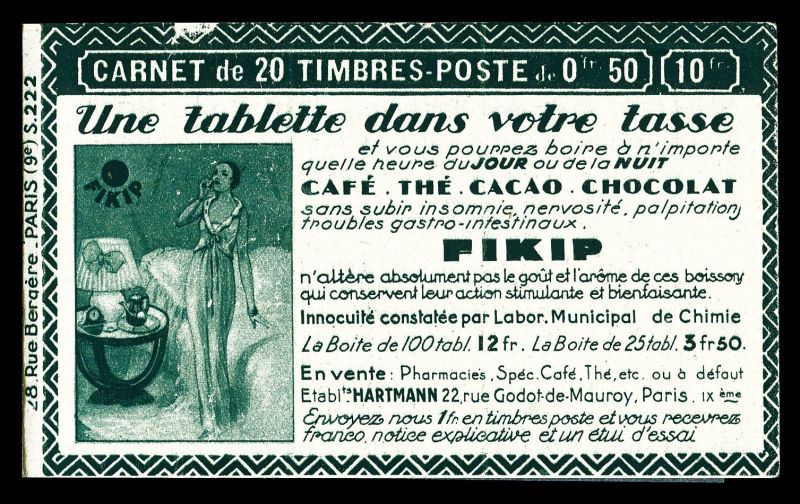 CARNET de 20 TIMBRES-POSTE de 0fr. 50 10 fr.
Une tablette dans votre tasse
et vous pourrez boire à n'importe
quelle heure du JOUR ou de la NUIT
CAFÉ . THÉ . CACAO . CHOCOLAT
sans subir insomnie, nervosité, palpitation,
troubles gastro-intestinaux.
FIKIP
n'altère absolument pas le goût et l'arôme de ces boissons
qui conservent leur action stimulante et bienfaisante.
Innocuité constatée par Labor. Municipal de Chimie
La Boite de 100 tabl. 12 fr. La Boite de 25 tabl. 3 fr 50.
En vente : Pharmacies, Spéc. Café, Thé, etc. ou à défaut
Etablts HARTMANN 22, rue Godot-de-Mauroy, Paris. IX ème
Envoyez nous 1 fr. en timbres poste et vous recevrez
franco, notice explicative et un étui d'essai
FIKIP
28. Rue Bergère _ PARIS (9e) S. 222